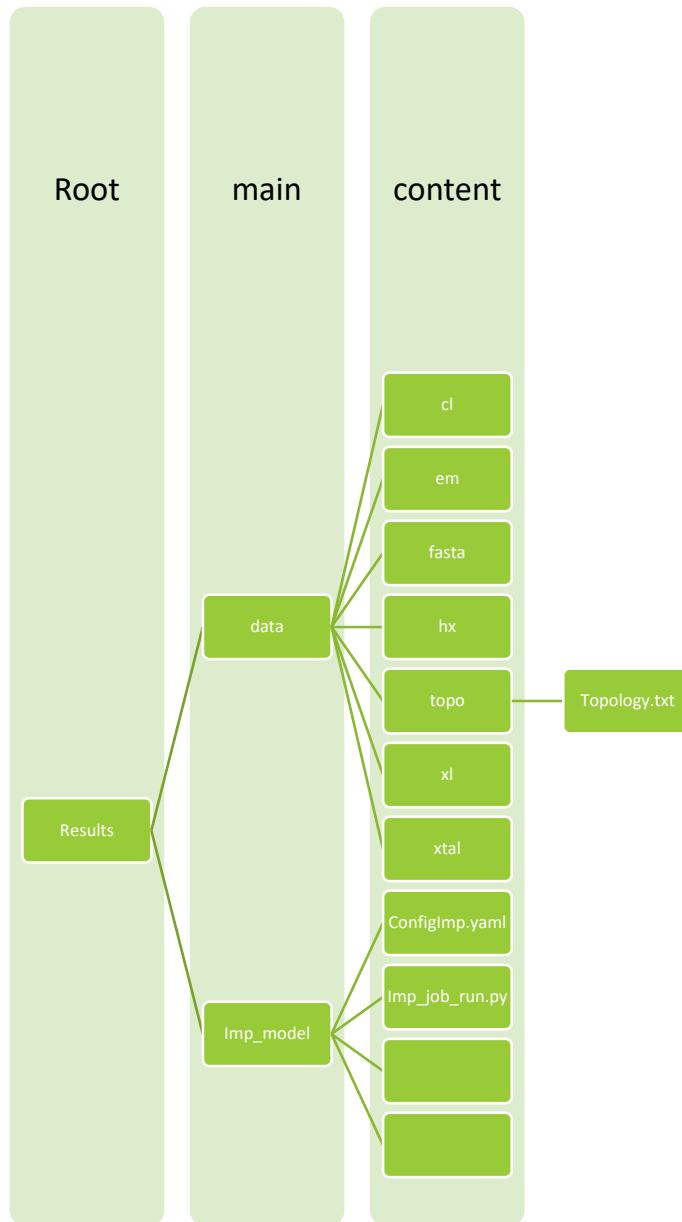 Root
main
content
cl
em
fasta
data
hx
topo
Topology.txt
xl
Results
xtal
ConfigImp.yaml
Imp_job_run.py
Imp_model